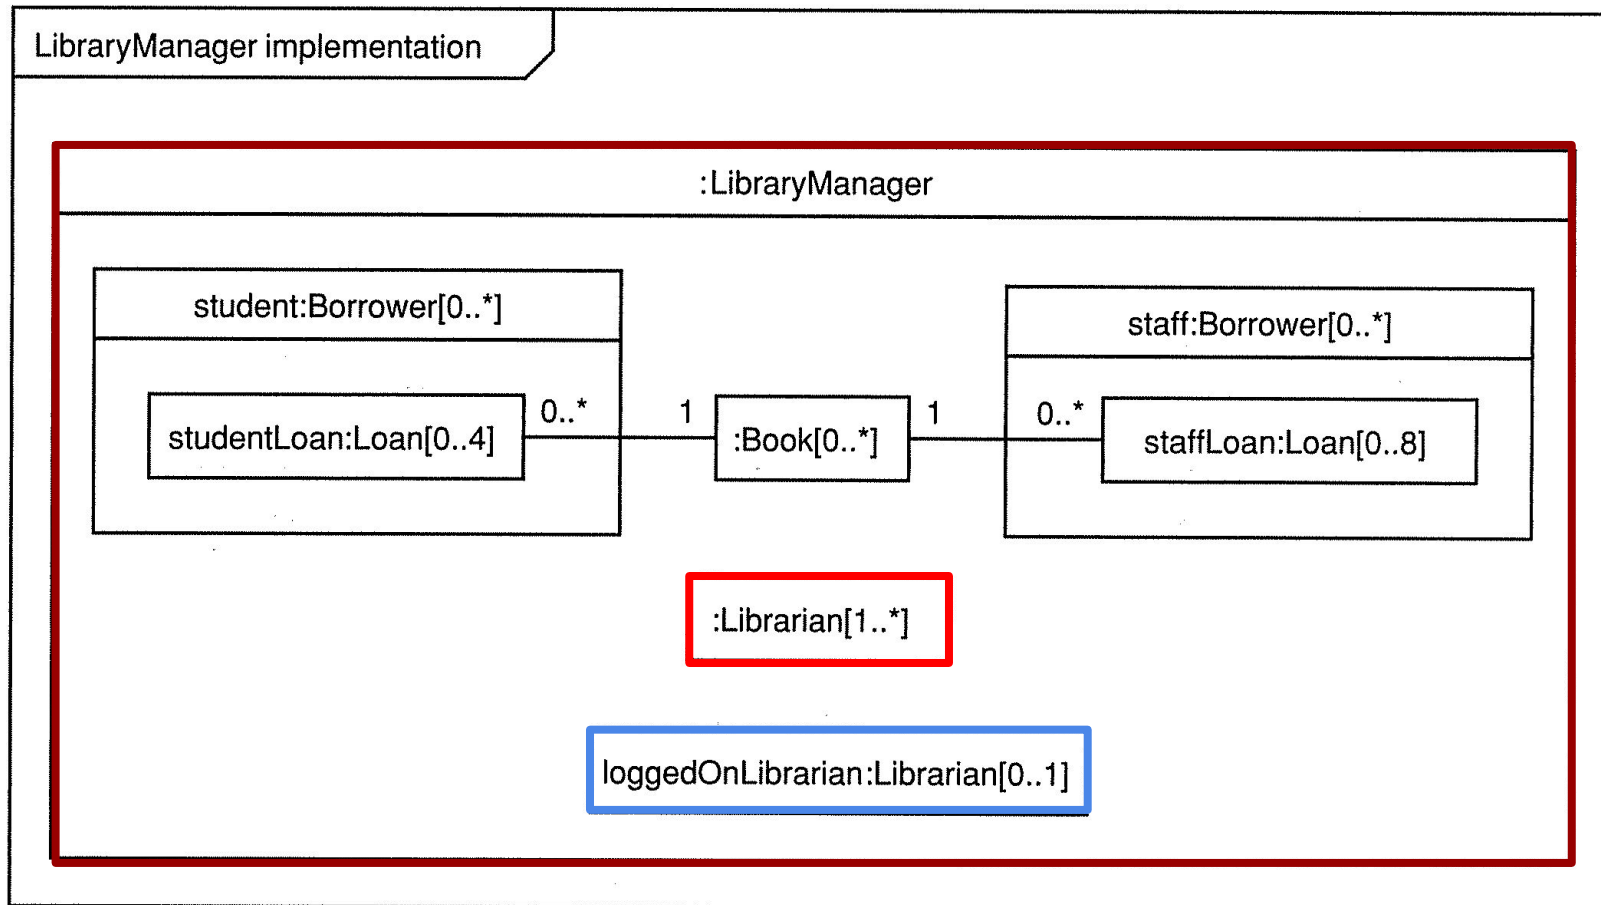 LibraryManager implementation
:LibraryManager
student:Borrower[0..*]
staff:Borrower[0..*]
studentLoan:Loan[0..4]
0..*
1
:Book[0..*]
1
0..*
staffLoan:Loan[0..8]
:Librarian[1..*]
loggedOnLibrarian:Librarian[0..1]